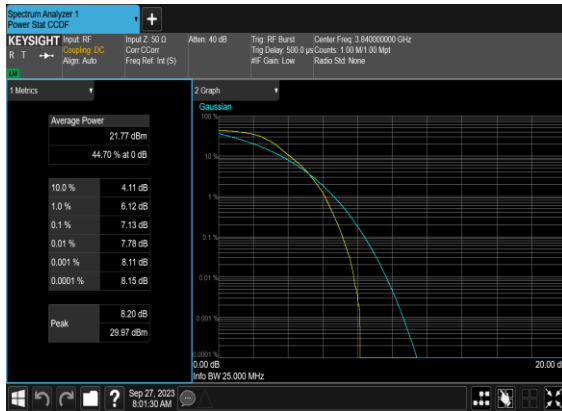 Spectrum Analyzer 1
Power Stat CCDF
KEYSIGHT
R T
LXI
Input: RF
Coupling: DC
Align: Auto
Input Z: 50 Ω
Corr CCorr
Freq Ref: Int (S)
Atten: 40 dB
Trig: RF Burst
Trig Delay: 500.0 µs
#IF Gain: Low
Center Freq: 3.840000000 GHz
Counts: 1.00 M/1.00 Mpt
Radio Std: None
1 Metrics
Average Power
21.77 dBm
44.70 % at 0 dB
10.0 % 4.11 dB
1.0 % 6.12 dB
0.1 % 7.13 dB
0.01 % 7.78 dB
0.001 % 8.11 dB
0.0001 % 8.15 dB
Peak
8.20 dB
29.97 dBm
2 Graph
Gaussian
100 %
10 %
1 %
0.1 %
0.01 %
0.001 %
0.0001 %
0.00 dB
20.00 d
Info BW 25.000 MHz
Sep 27, 2023
8:01:30 AM